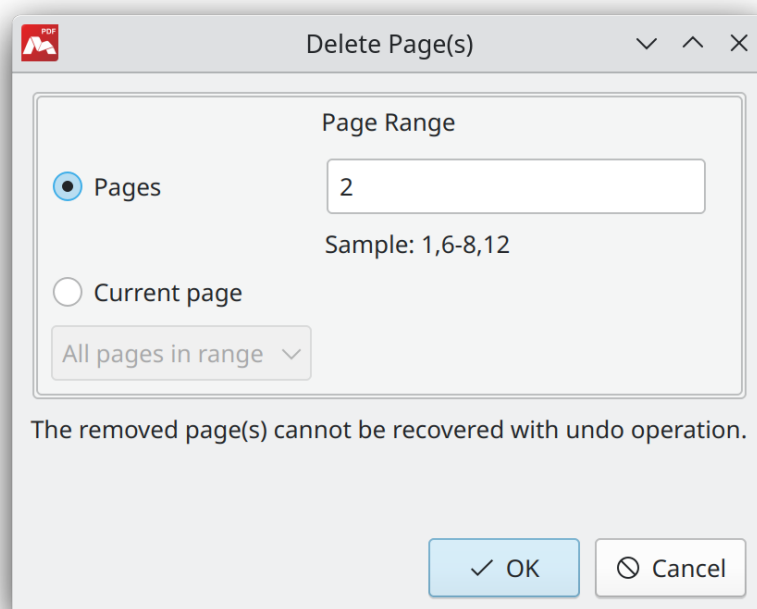 PDF
Delete Page(s)
Page Range
Pages
2
Sample: 1,6-8,12
Current page
All pages in range
The removed page(s) cannot be recovered with undo operation.
OK
Cancel